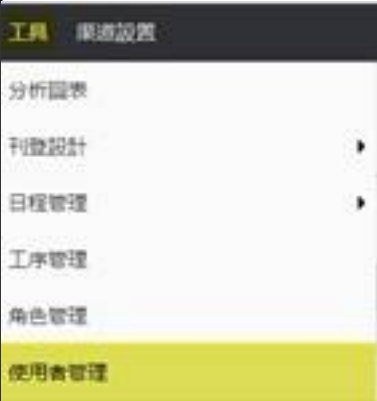 工具 渠道設置
分析圖表
刊登設計
日程管理
工序管理
角色管理
使用者管理